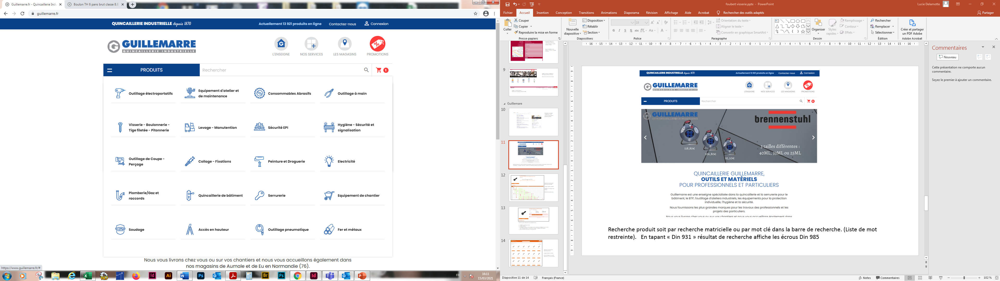 Guillemarre.fr - Quincaillerie Indu
Boulon TH 6 pans brut classe 8.8
guillemarre.fr
QUINCAILLERIE INDUSTRIELLE depuis 1870
Actuellement 13 921 produits en ligne
Contactez-nous
Connexion
GUILLEMARRE
QUINCAILLERIE INDUSTRIELLE
L'ENSEIGNE
NOS SERVICES
LES MAGASINS
PROMOTIONS
PRODUITS
Rechercher
1
Outillage électroportatifs
Equipement d'atelier et
de maintenance
Consommables Abrasifs
Outillage à main
Visserie - Boulonnerie -
Tige filetée - Pitonnerie
Levage - Manutention
Sécurité EPI
Hygiène - Sécurité et
signalisation
Outillage de Coupe -
Perçage
Collage - Fixations
Peinture et Droguerie
Electricité
Plomberie/Gaz et
raccords
Quincaillerie de bâtiment
Serrurerie
Equipement de chantier
Soudage
Accès en hauteur
Outillage pneumatique
Fer et métaux
Nous vous livrons chez vous ou sur vos chantiers et nous vous accueillons également dans
nos magasins de Aumale et de Eu en Normandie (76).
https://www.guillemarre.fr/#
FR
16:11
15/03/2021
foubert visserie.pptx - PowerPoint
Lucie Delamotte
Fichier
Accueil
Insertion
Conception
Transitions
Animations
Diaporama
Révision
Affichage
Aide
Acrobat
Rechercher des outils adaptés
Partager
Coller
Couper
Copier
Reproduire la mise en forme
Presse-papiers
Nouvelle
diapositive
Disposition
Rétablir
Section
Diapositives
18
Police
Orientation du texte
Aligner le texte
Convertir en graphique SmartArt
Paragraphe
Organiser
Styles
rapides
Remplissage
Contour
Effets
Dessin
Rechercher
Remplacer
Sélectionner
Édition
Créer et partager
un PDF Adobe
Adobe Acrobat
9
Guillemare
10
11
12
13
14
QUINCAILLERIE INDUSTRIELLE depuis 1870
Actuellement 13 921 produits en ligne
Contactez-nous
Connexion
GUILLEMARRE
QUINCAILLERIE INDUSTRIELLE
L'ENSEIGNE
NOS SERVICES
LES MAGASINS
PROMOTIONS
PRODUITS
Rechercher
GUILLEMARRE
brennenstuhl
118,80€
106,80€
95,20€
3 tailles différentes :
40ML, 33ML ou 25ML
QUINCAILLERIE GUILLEMARRE,
OUTILS ET MATÉRIELS
POUR PROFESSIONNELS ET PARTICULIERS
Guillemarre est une enseigne spécialisée dans la quincaillerie et la serrurerie pour le
bâtiment, le BTP, l'outillage d'ateliers industriels, les équipements pour la protection
individuelle, l'hygiène et la sécurité.
Nous fournissons les plus grandes marques pour les travaux des professionnels et les
projets des particuliers.
Nous vous livrons chez vous ou sur vos chantiers et nous vous accueillons également dans
Recherche produit soit par recherche matricielle ou par mot clé dans la barre de recherche. (Liste de mot
restreinte). En tapant « Din 931 » résultat de recherche affiche les écrous Din 985
Commentaires
Nouveau
Cette présentation ne comporte aucun
commentaire.
Soyez le premier à ajouter un commentaire.
Diapositive 11 de 14
Français (France)
Notes
Commentaires
102 %